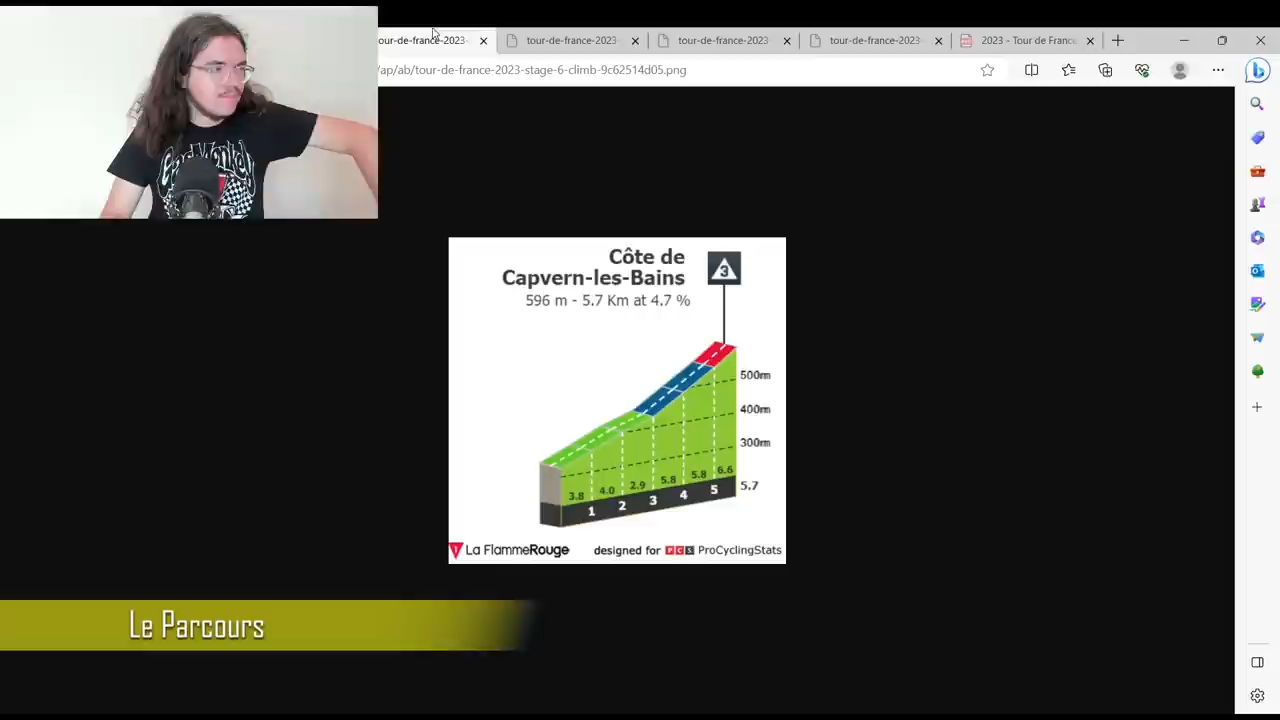 our-de-france-2023-
tour-de-france-2023-
tour-de-france-2023
tour-de-france-2023-
2023 - Tour de France
/ap/ab/tour-de-france-2023-stage-6-climb-9c62514d05.png
Côte de
Capvern-les-Bains
596 m - 5.7 Km at 4.7 %
3
500m
400m
300m
3.8 4.0 2.9 5.8 5.8 6.6
1 2 3 4 5 5.7
La FlammeRouge designed for PCS ProCyclingStats
Le Parcours